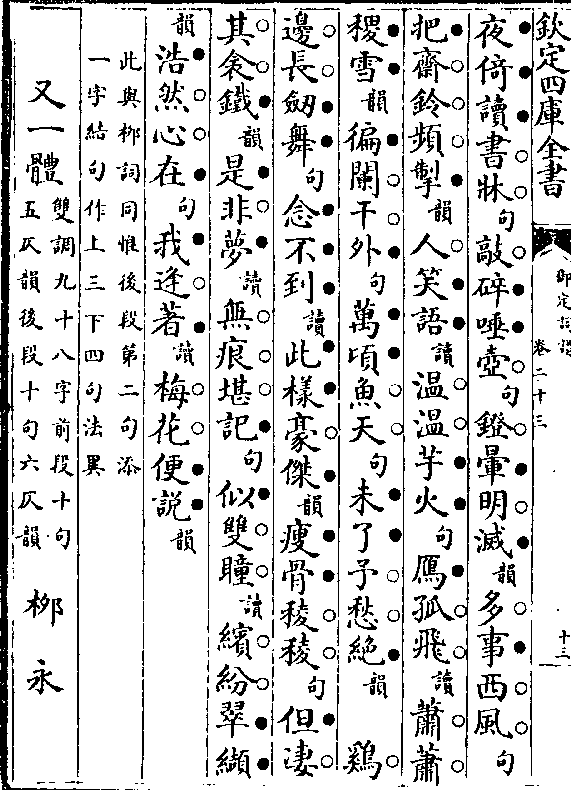 欽定四庫全書
御定詞譜
卷二十三
十三
夜倚讀書牀句敲碎唾壺句鐙暈明滅韻多事西風句
把齋鈴頻掣韻人笑語讀溫溫芋火句鴈孤飛讀蕭蕭
稷雪韻徧闌干外句萬頃魚天句未了予愁絕韻鷄
邊長劒舞句念不到讀此樣豪傑韻瘦骨稜稜句但淒
其衾鐵韻是非夢讀無痕堪記句似雙瞳讀繽紛翠纈
韻浩然心在句我逢著讀梅花便說韻
此與柳詞同惟後段第二句添
一字結句作上三下四句法異
又一體雙調九十八字前段十句
五仄韻後段十句六仄韻
柳永